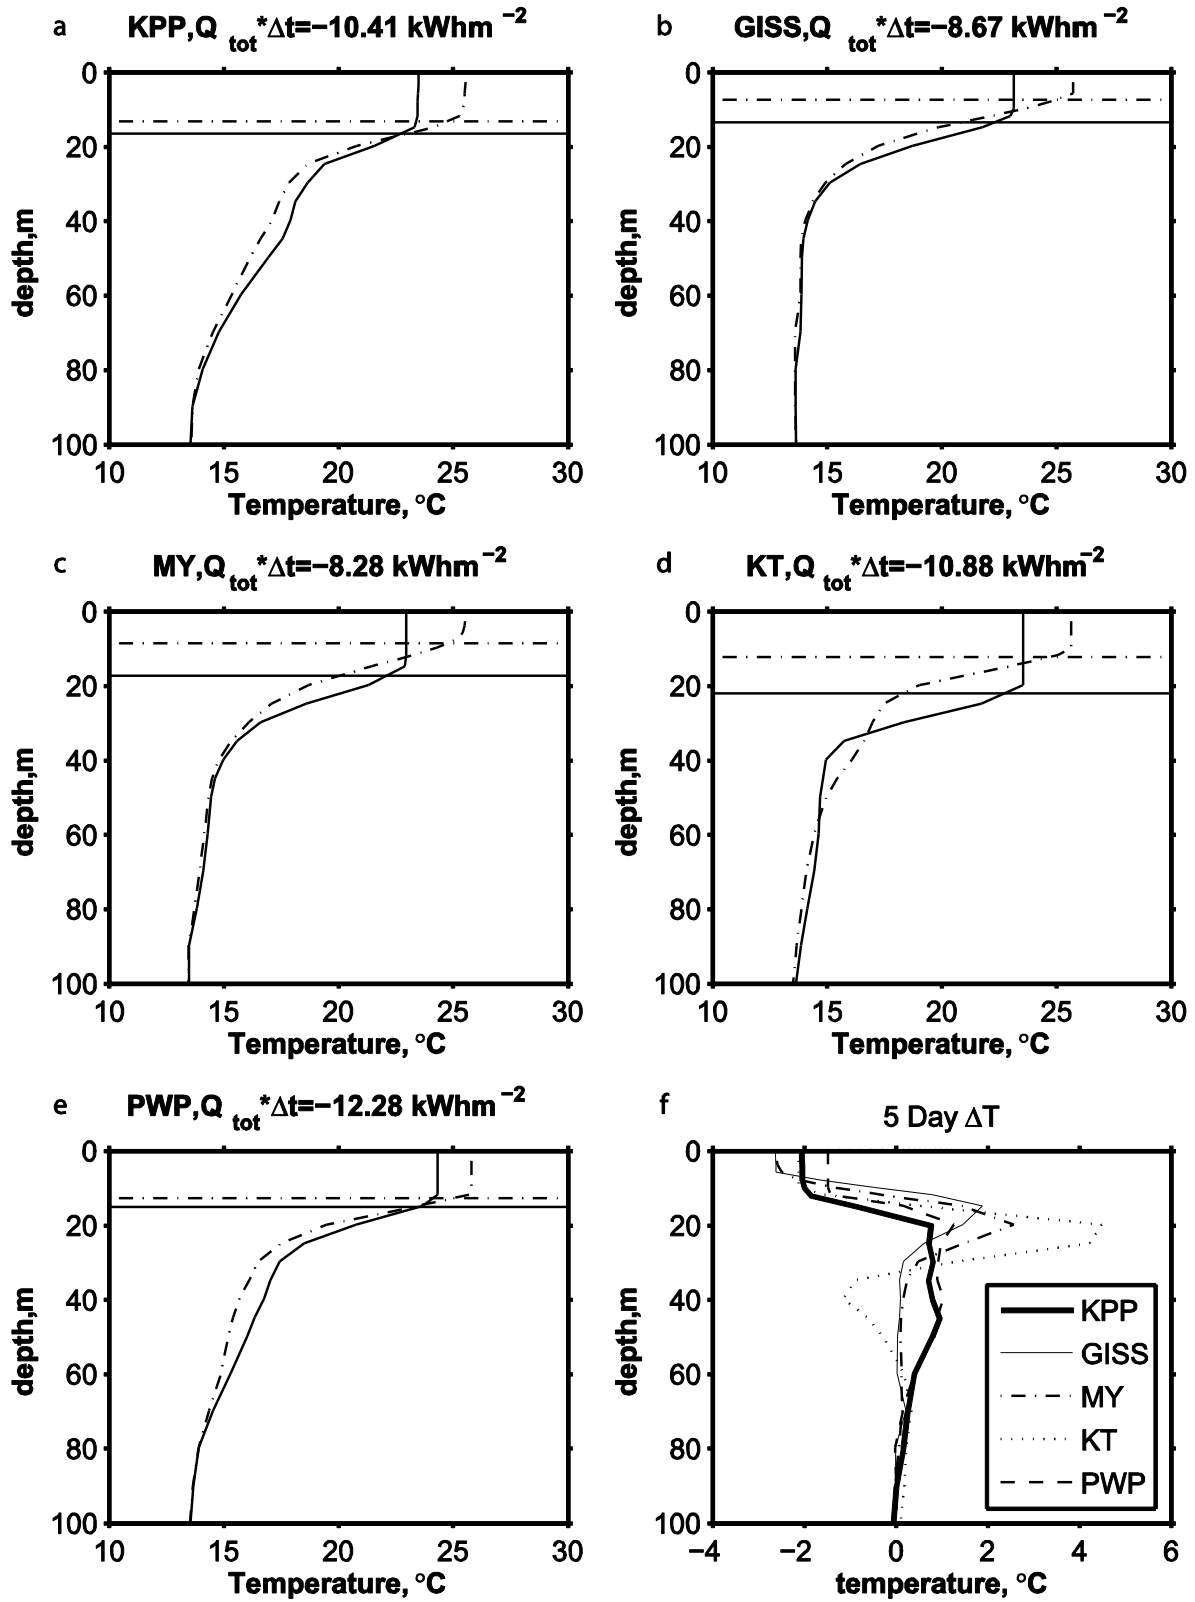 a KPP,Q tot*Δt=−10.41 kWhm −2
0
20
40
60
80
100
depth,m
10 15 20 25 30
Temperature, °C
b GISS,Q tot*Δt=−8.67 kWhm −2
0
20
40
60
80
100
depth,m
10 15 20 25 30
Temperature, °C
c MY,Q tot*Δt=−8.28 kWhm −2
0
20
40
60
80
100
depth,m
10 15 20 25 30
Temperature, °C
d KT,Q tot*Δt=−10.88 kWhm −2
0
20
40
60
80
100
depth,m
10 15 20 25 30
Temperature, °C
e PWP,Q tot*Δt=−12.28 kWhm −2
0
20
40
60
80
100
depth,m
10 15 20 25 30
Temperature, °C
f 5 Day ΔT
0
20
40
60
80
100
depth,m
−4 −2 0 2 4 6
temperature, °C
KPP
GISS
MY
KT
PWP